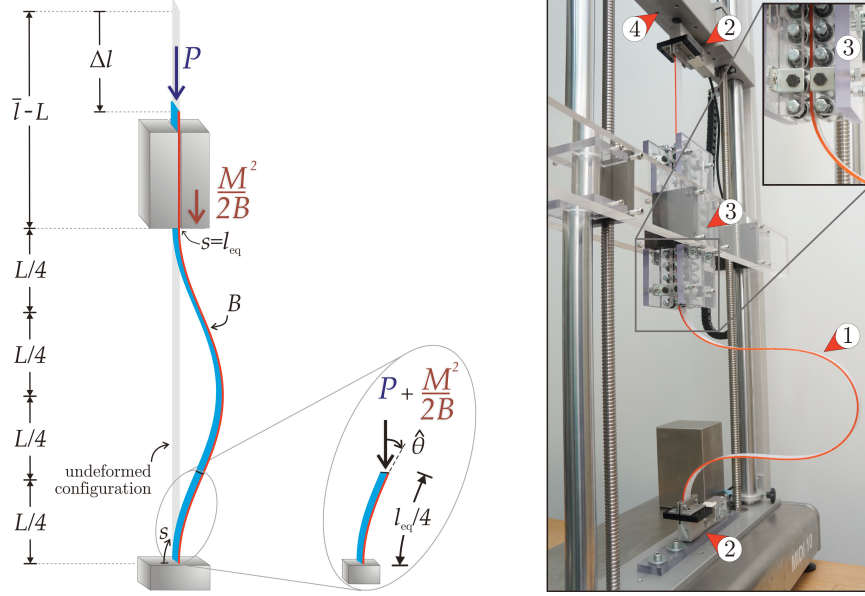 Δl
P
l̄ - L
M²
2B
s=l_eq
L/4
L/4
L/4
L/4
B
undeformed
configuration
s
P + M²
2B
θ̂
l_eq/4
4
2
3
3
1
2
MIDI 10